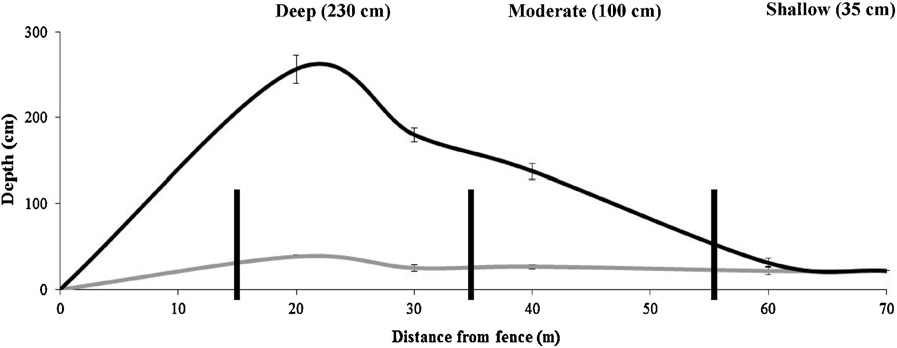 Deep (230 cm) Moderate (100 cm) Shallow (35 cm)
300
200
100
0
Depth (cm)
0 10 20 30 40 50 60 70
Distance from fence (m)